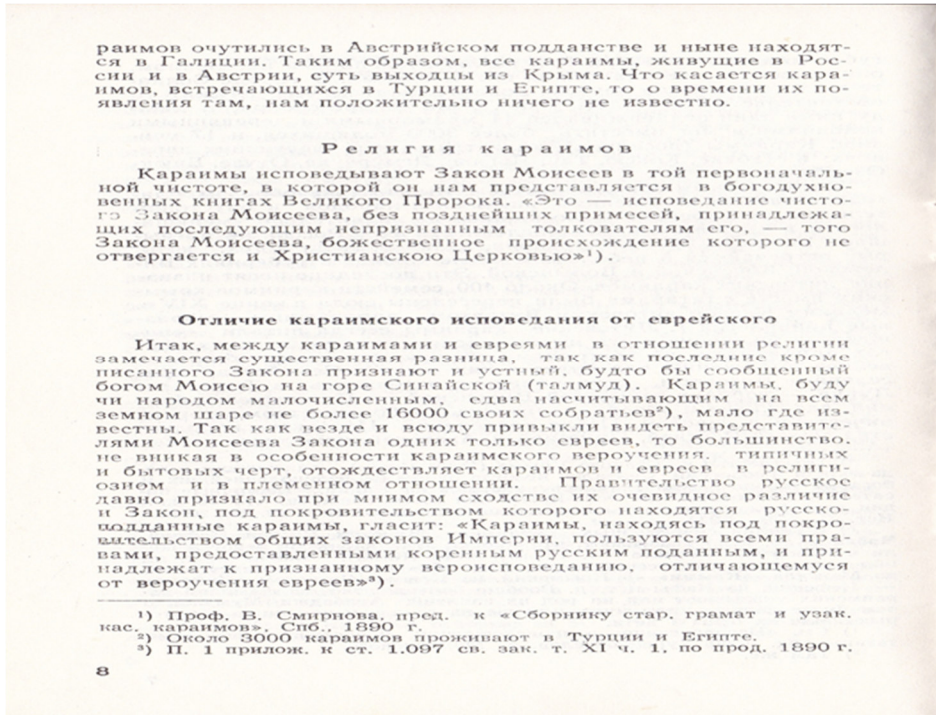 раимов очутились в Австрийском подданстве и ныне находят-
ся в Галиции. Таким образом, все караимы, живущие в Рос-
сии и в Австрии, суть выходцы из Крыма. Что касается кара-
имов, встречающихся в Турции и Египте, то о времени их по-
явления там, нам положительно ничего не известно.
Религия караимов
Караимы исповедывают Закон Моисеев в той первоначаль-
ной чистоте, в которой он нам представляется в богодухно-
венных книгах Великого Пророка. «Это — исповедание чисто-
го Закона Моисеева, без позднейших примесей, принадлежа-
щих последующим непризнанным толкователям его, — того
Закона Моисеева, божественное происхождение которого не
отвергается и Христианскою Церковью»¹).
Отличие караимского исповедания от еврейского
Итак, между караимами и евреями в отношении религии
замечается существенная разница, так как последние кроме
писанного Закона признают и устный, будто бы сообщенный
богом Моисею на горе Синайской (талмуд). Караимы, буду
чи народом малочисленным, едва насчитывающим на всем
земном шаре не более 16000 своих собратьев²), мало где из-
вестны. Так как везде и всюду привыкли видеть представите-
лями Моисеева Закона одних только евреев, то большинство.
не вникая в особенности караимского вероучения. типичных
и бытовых черт, отождествляет караимов и евреев в религи-
озном и в племенном отношении. Правительство русское
давно признало при мнимом сходстве их очевидное различие
и Закон, под покровительством которого находятся русско-
подданные караимы, гласит: «Караимы, находясь под покро-
вительством общих законов Империи, пользуются всеми пра-
вами, предоставленными коренным русским поданным, и при-
надлежат к признанному вероисповеданию, отличающемуся
от вероучения евреев»³).
¹) Проф. В. Смирнова, пред. к «Сборнику стар. грамат и узак.
кас. караимов», Спб., 1890 г.
²) Около 3000 караимов проживают в Турции и Египте.
³) П. 1 прилож. к ст. 1.097 св. зак. т. XI ч. 1, по прод. 1890 г.
8